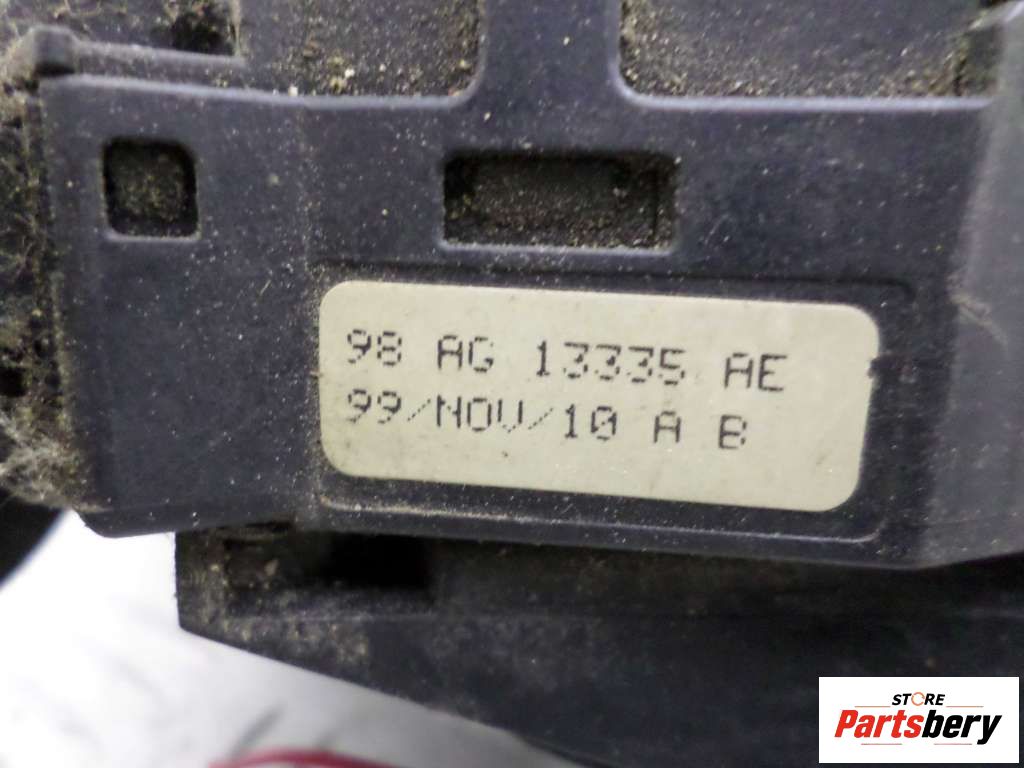 98 AG 13335 AE
99/NOV/10 A B
STORE
Partsbery